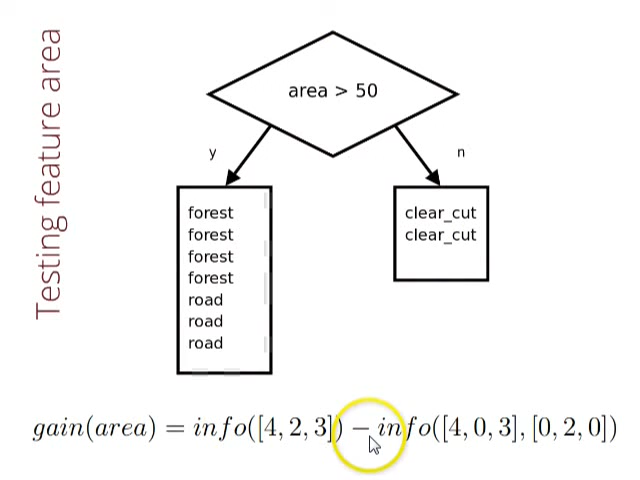 Testing feature area
area > 50
y
n
forest
forest
forest
forest
road
road
road
clear_cut
clear_cut
gain(area) = info([4, 2, 3]) − info([4, 0, 3], [0, 2, 0])